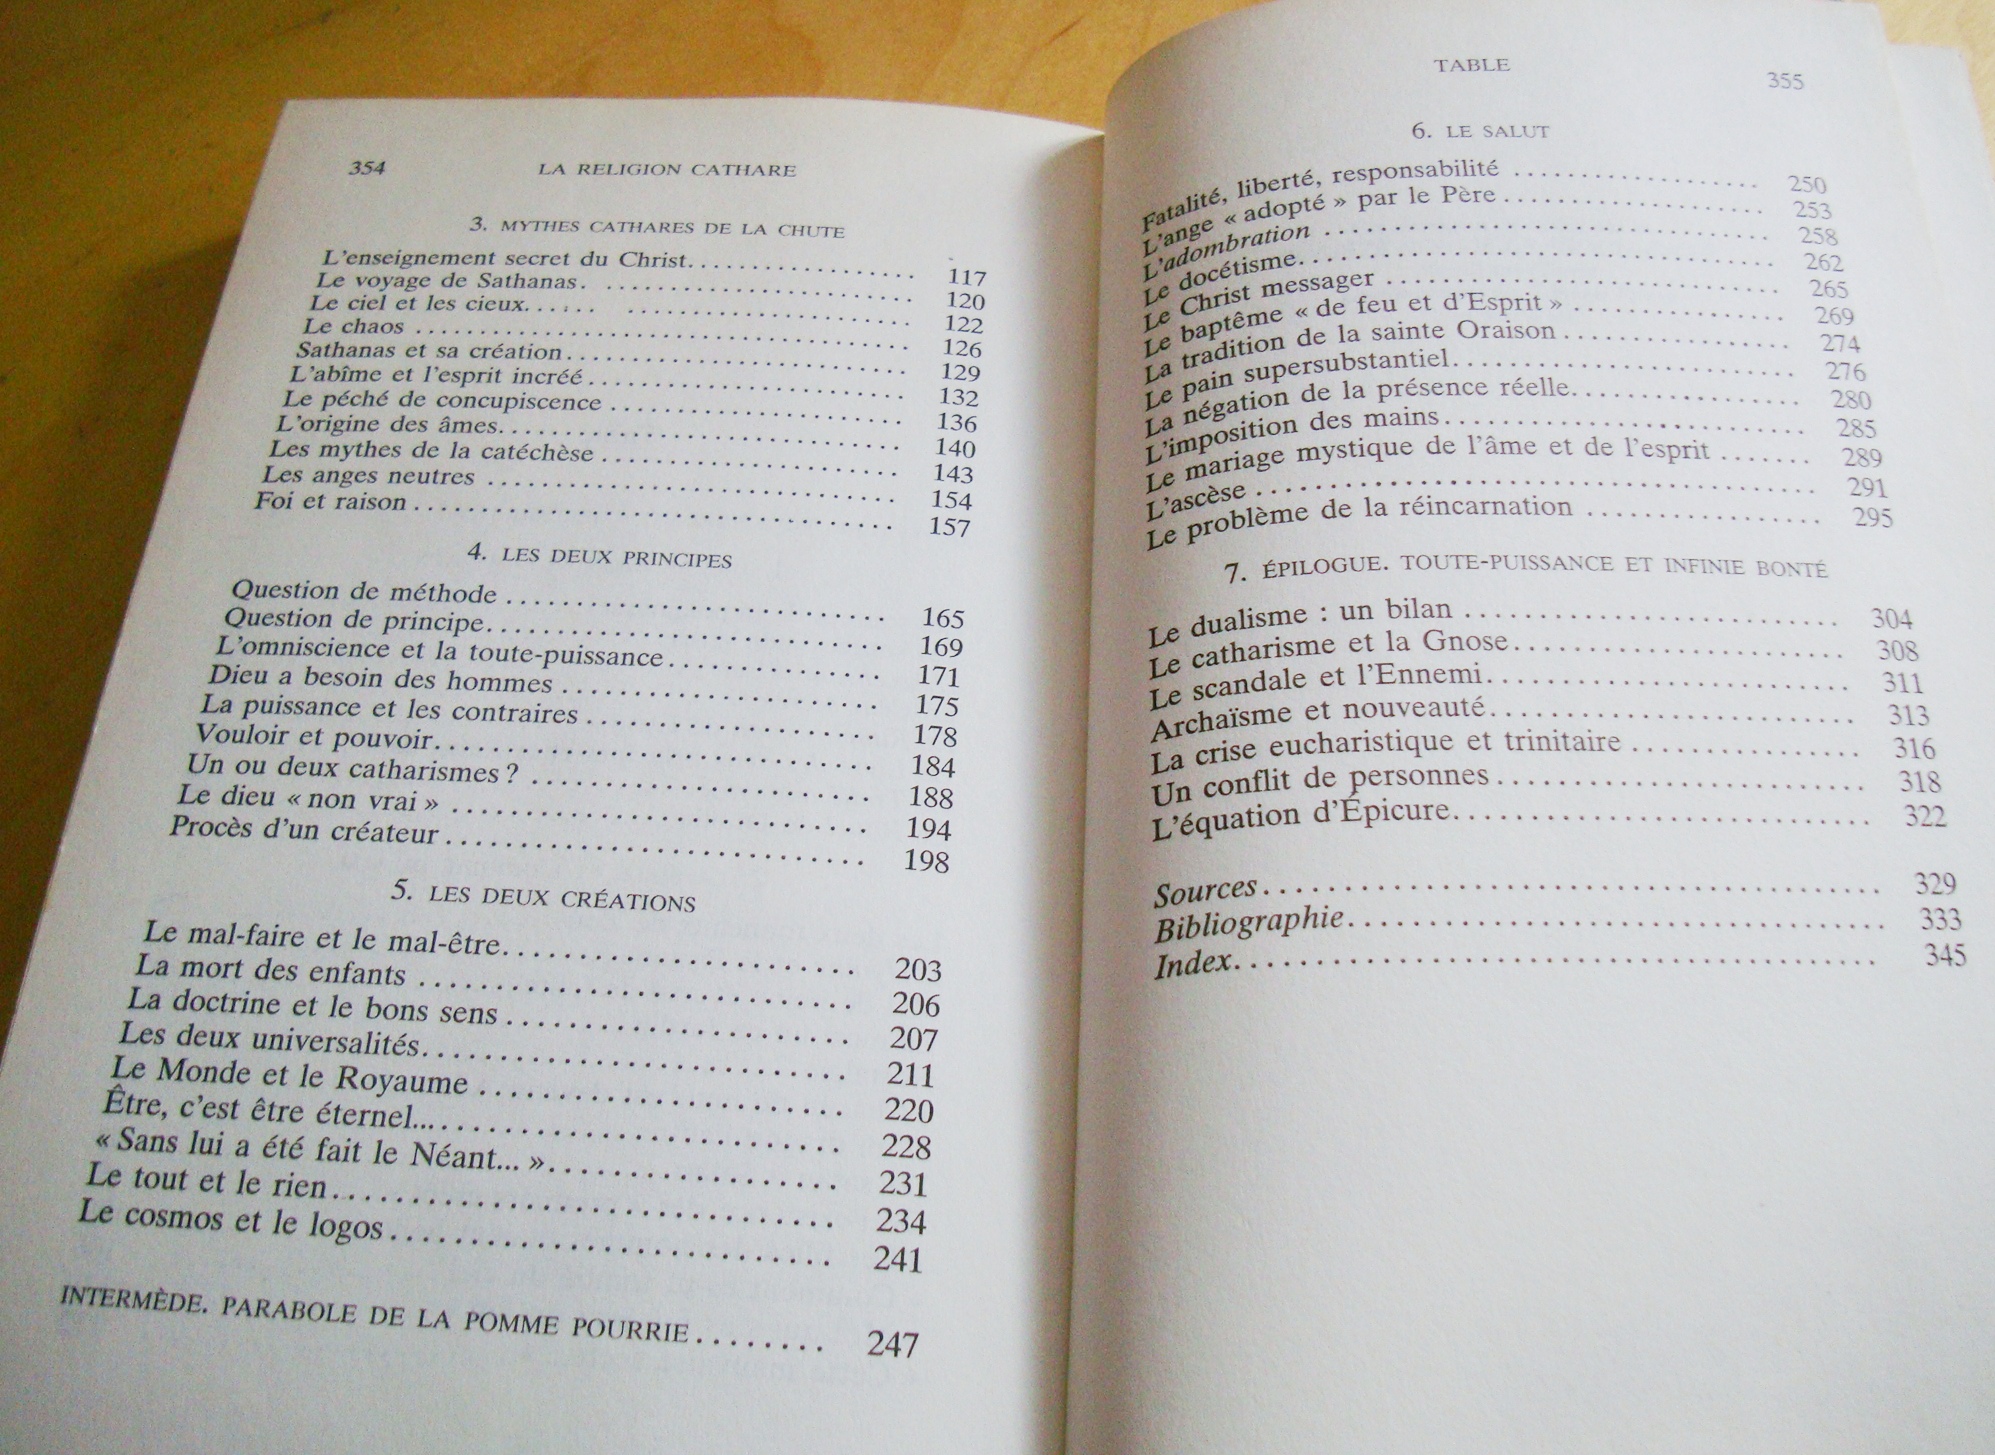 354
LA RELIGION CATHARE
3. MYTHES CATHARES DE LA CHUTE
L'enseignement secret du Christ. . . . . . . . . . . . . . . . 117
Le voyage de Sathanas. . . . . . . . . . . . . . . . . . . . . . . 120
Le ciel et les cieux. . . . . . . . . . . . . . . . . . . . . . . . . . 122
Le chaos . . . . . . . . . . . . . . . . . . . . . . . . . . . . . . . . . . 126
Sathanas et sa création . . . . . . . . . . . . . . . . . . . . . . . . 129
L'abîme et l'esprit incréé . . . . . . . . . . . . . . . . . . . . . . . 132
Le péché de concupiscence . . . . . . . . . . . . . . . . . . . . . 136
L'origine des âmes. . . . . . . . . . . . . . . . . . . . . . . . . . . . 140
Les mythes de la catéchèse . . . . . . . . . . . . . . . . . . . . . 143
Les anges neutres . . . . . . . . . . . . . . . . . . . . . . . . . . . . 154
Foi et raison . . . . . . . . . . . . . . . . . . . . . . . . . . . . . . . . 157
4. LES DEUX PRINCIPES
Question de méthode . . . . . . . . . . . . . . . . . . . . . . . . . 165
Question de principe. . . . . . . . . . . . . . . . . . . . . . . . . . 169
L'omniscience et la toute-puissance . . . . . . . . . . . . . . 171
Dieu a besoin des hommes . . . . . . . . . . . . . . . . . . . . . 175
La puissance et les contraires . . . . . . . . . . . . . . . . . . . 178
Vouloir et pouvoir. . . . . . . . . . . . . . . . . . . . . . . . . . . . 184
Un ou deux catharismes ? . . . . . . . . . . . . . . . . . . . . . . 188
Le dieu « non vrai » . . . . . . . . . . . . . . . . . . . . . . . . . . 194
Procès d'un créateur . . . . . . . . . . . . . . . . . . . . . . . . . . 198
5. LES DEUX CRÉATIONS
Le mal-faire et le mal-être. . . . . . . . . . . . . . . . . . . . . . 203
La mort des enfants . . . . . . . . . . . . . . . . . . . . . . . . . . 206
La doctrine et le bons sens . . . . . . . . . . . . . . . . . . . . . 207
Les deux universalités. . . . . . . . . . . . . . . . . . . . . . . . . 211
Le Monde et le Royaume . . . . . . . . . . . . . . . . . . . . . . 220
Être, c'est être éternel... . . . . . . . . . . . . . . . . . . . . . . . 228
« Sans lui a été fait le Néant... ». . . . . . . . . . . . . . . . . 231
Le tout et le rien . . . . . . . . . . . . . . . . . . . . . . . . . . . . 234
Le cosmos et le logos . . . . . . . . . . . . . . . . . . . . . . . . . 241
INTERMÈDE. PARABOLE DE LA POMME POURRIE . . . . . . . . 247
TABLE
355
6. LE SALUT
Fatalité, liberté, responsabilité . . . . . . . . . . . . . . . . . . 250
L'ange « adopté » par le Père . . . . . . . . . . . . . . . . . . . 253
L'adombration . . . . . . . . . . . . . . . . . . . . . . . . . . . . . . 258
Le docétisme. . . . . . . . . . . . . . . . . . . . . . . . . . . . . . . . 262
Le Christ messager . . . . . . . . . . . . . . . . . . . . . . . . . . . 265
Le baptême « de feu et d'Esprit » . . . . . . . . . . . . . . . . 269
La tradition de la sainte Oraison . . . . . . . . . . . . . . . . . 274
Le pain supersubstantiel. . . . . . . . . . . . . . . . . . . . . . . 276
La négation de la présence réelle. . . . . . . . . . . . . . . . 280
L'imposition des mains. . . . . . . . . . . . . . . . . . . . . . . . 285
Le mariage mystique de l'âme et de l'esprit . . . . . . . 289
L'ascèse . . . . . . . . . . . . . . . . . . . . . . . . . . . . . . . . . . . 291
Le problème de la réincarnation . . . . . . . . . . . . . . . . . 295
7. ÉPILOGUE. TOUTE-PUISSANCE ET INFINIE BONTÉ
Le dualisme : un bilan . . . . . . . . . . . . . . . . . . . . . . . . 304
Le catharisme et la Gnose. . . . . . . . . . . . . . . . . . . . . . 308
Le scandale et l'Ennemi. . . . . . . . . . . . . . . . . . . . . . . . 311
Archaïsme et nouveauté. . . . . . . . . . . . . . . . . . . . . . . . 313
La crise eucharistique et trinitaire . . . . . . . . . . . . . . . 316
Un conflit de personnes . . . . . . . . . . . . . . . . . . . . . . . . 318
L'équation d'Épicure. . . . . . . . . . . . . . . . . . . . . . . . . . . 322
Sources . . . . . . . . . . . . . . . . . . . . . . . . . . . . . . . . . . . . 329
Bibliographie. . . . . . . . . . . . . . . . . . . . . . . . . . . . . . . . 333
Index. . . . . . . . . . . . . . . . . . . . . . . . . . . . . . . . . . . . . . 345